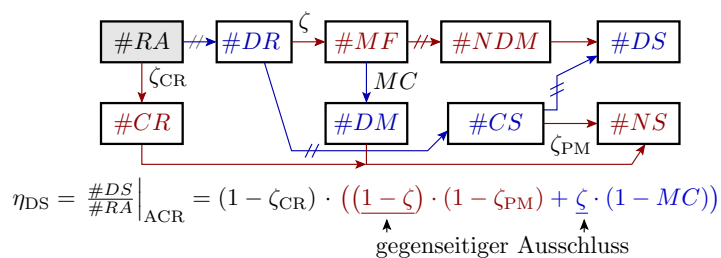 #RA #DR ζ #MF #NDM #DS
ζCR MC
#CR #DM #CS ζPM #NS
ηDS = #DS/#RA|ACR = (1 − ζCR) · ((1 − ζ) · (1 − ζPM) + ζ · (1 − MC))
gegenseitiger Ausschluss